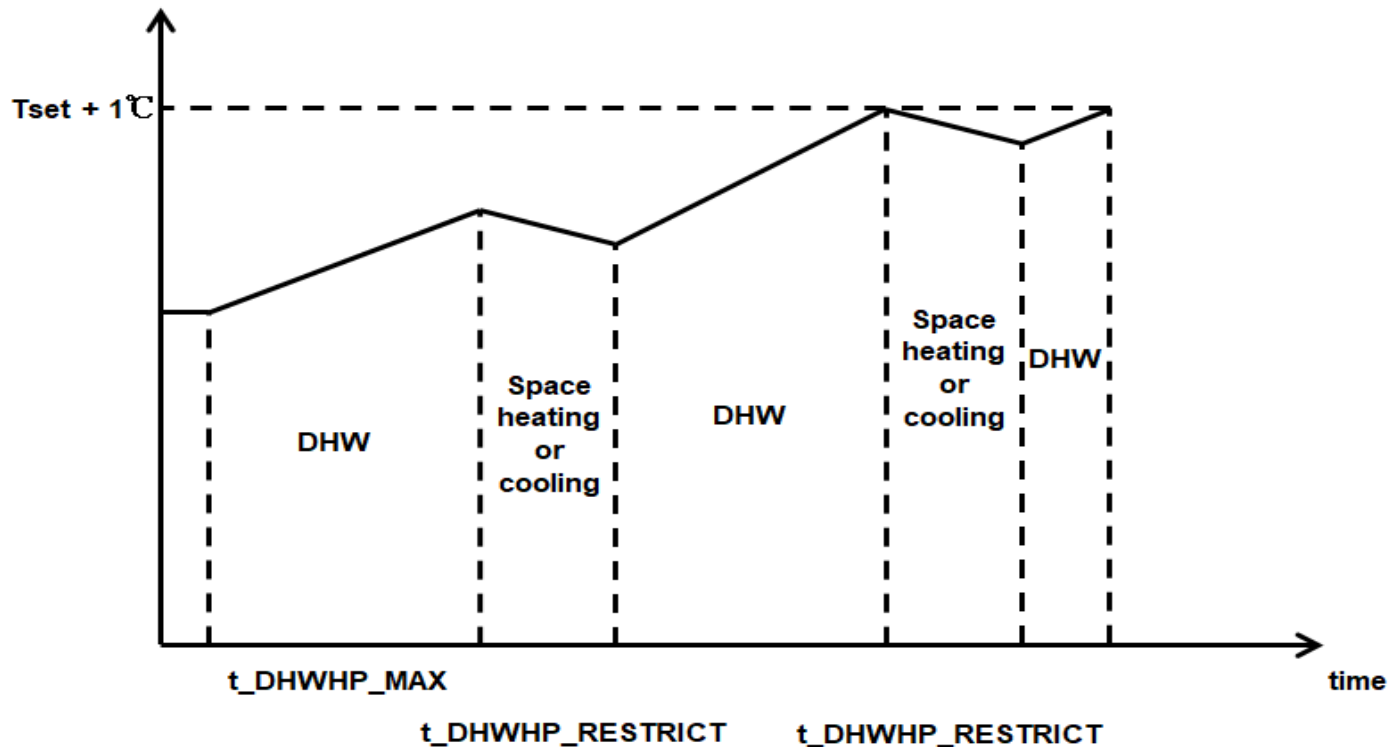 Tset + 1℃
DHW
Space
heating
or
cooling
DHW
Space
heating
or
cooling
DHW
t_DHWHP_MAX
time
t_DHWHP_RESTRICT
t_DHWHP_RESTRICT